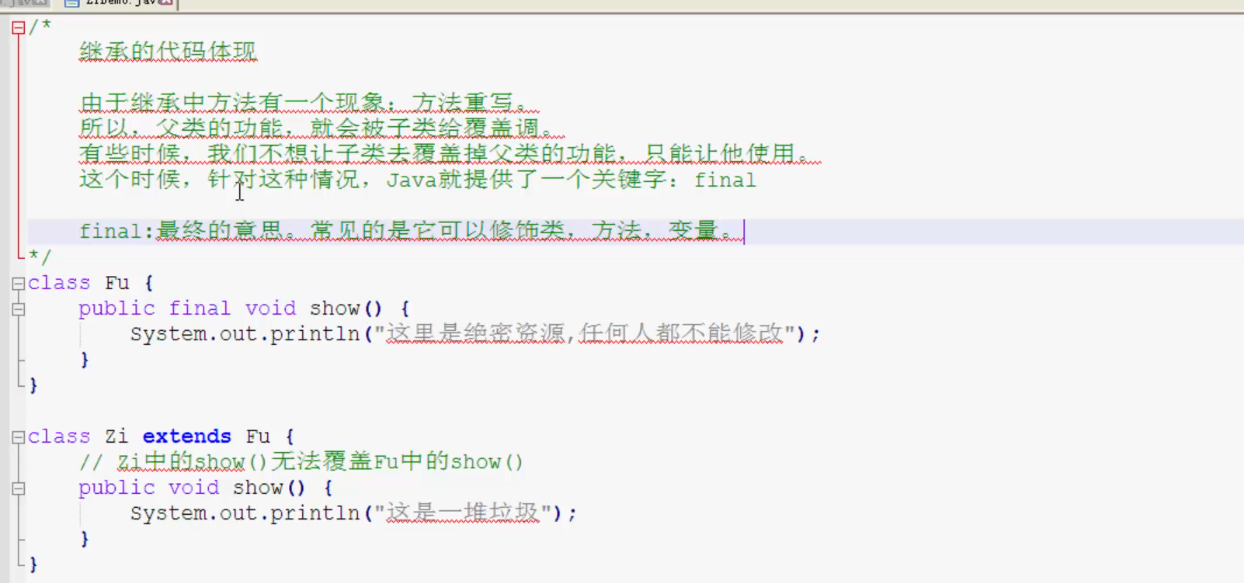 ZiDemo.java
/*
继承的代码体现
由于继承中方法有一个现象：方法重写。
所以，父类的功能，就会被子类给覆盖调。
有些时候，我们不想让子类去覆盖掉父类的功能，只能让他使用。
这个时候，针对这种情况，Java就提供了一个关键字：final
final:最终的意思。常见的是它可以修饰类，方法，变量。
*/
class Fu {
public final void show() {
System.out.println("这里是绝密资源,任何人都不能修改");
}
}
class Zi extends Fu {
// Zi中的show()无法覆盖Fu中的show()
public void show() {
System.out.println("这是一堆垃圾");
}
}